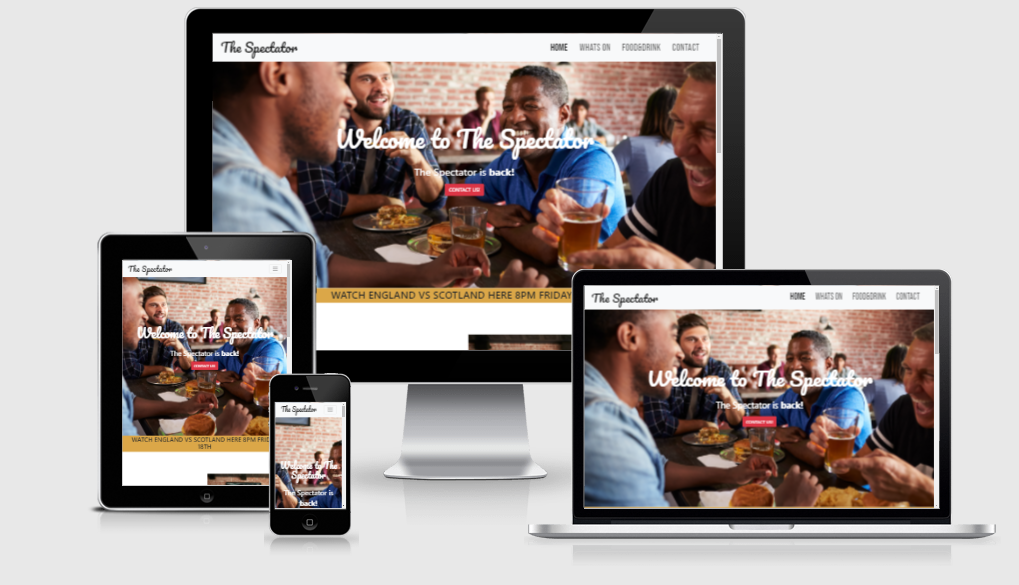 The Spectator
HOME WHATS ON FOOD&DRINK CONTACT
Welcome to The Spectator
The Spectator is back!
CONTACT US!
WATCH ENGLAND VS SCOTLAND HERE 8PM FRIDAY
The Spectator
Welcome to The Spectator
The Spectator is back!
CONTACT US!
WATCH ENGLAND VS SCOTLAND HERE 8PM FRID
18TH
The Spectator
Welcome to The
Spectator
The Spectator is
back!
The Spectator
HOME WHATS ON FOOD&DRINK CONTACT
Welcome to The Spectator
The Spectator is back!
CONTACT US!